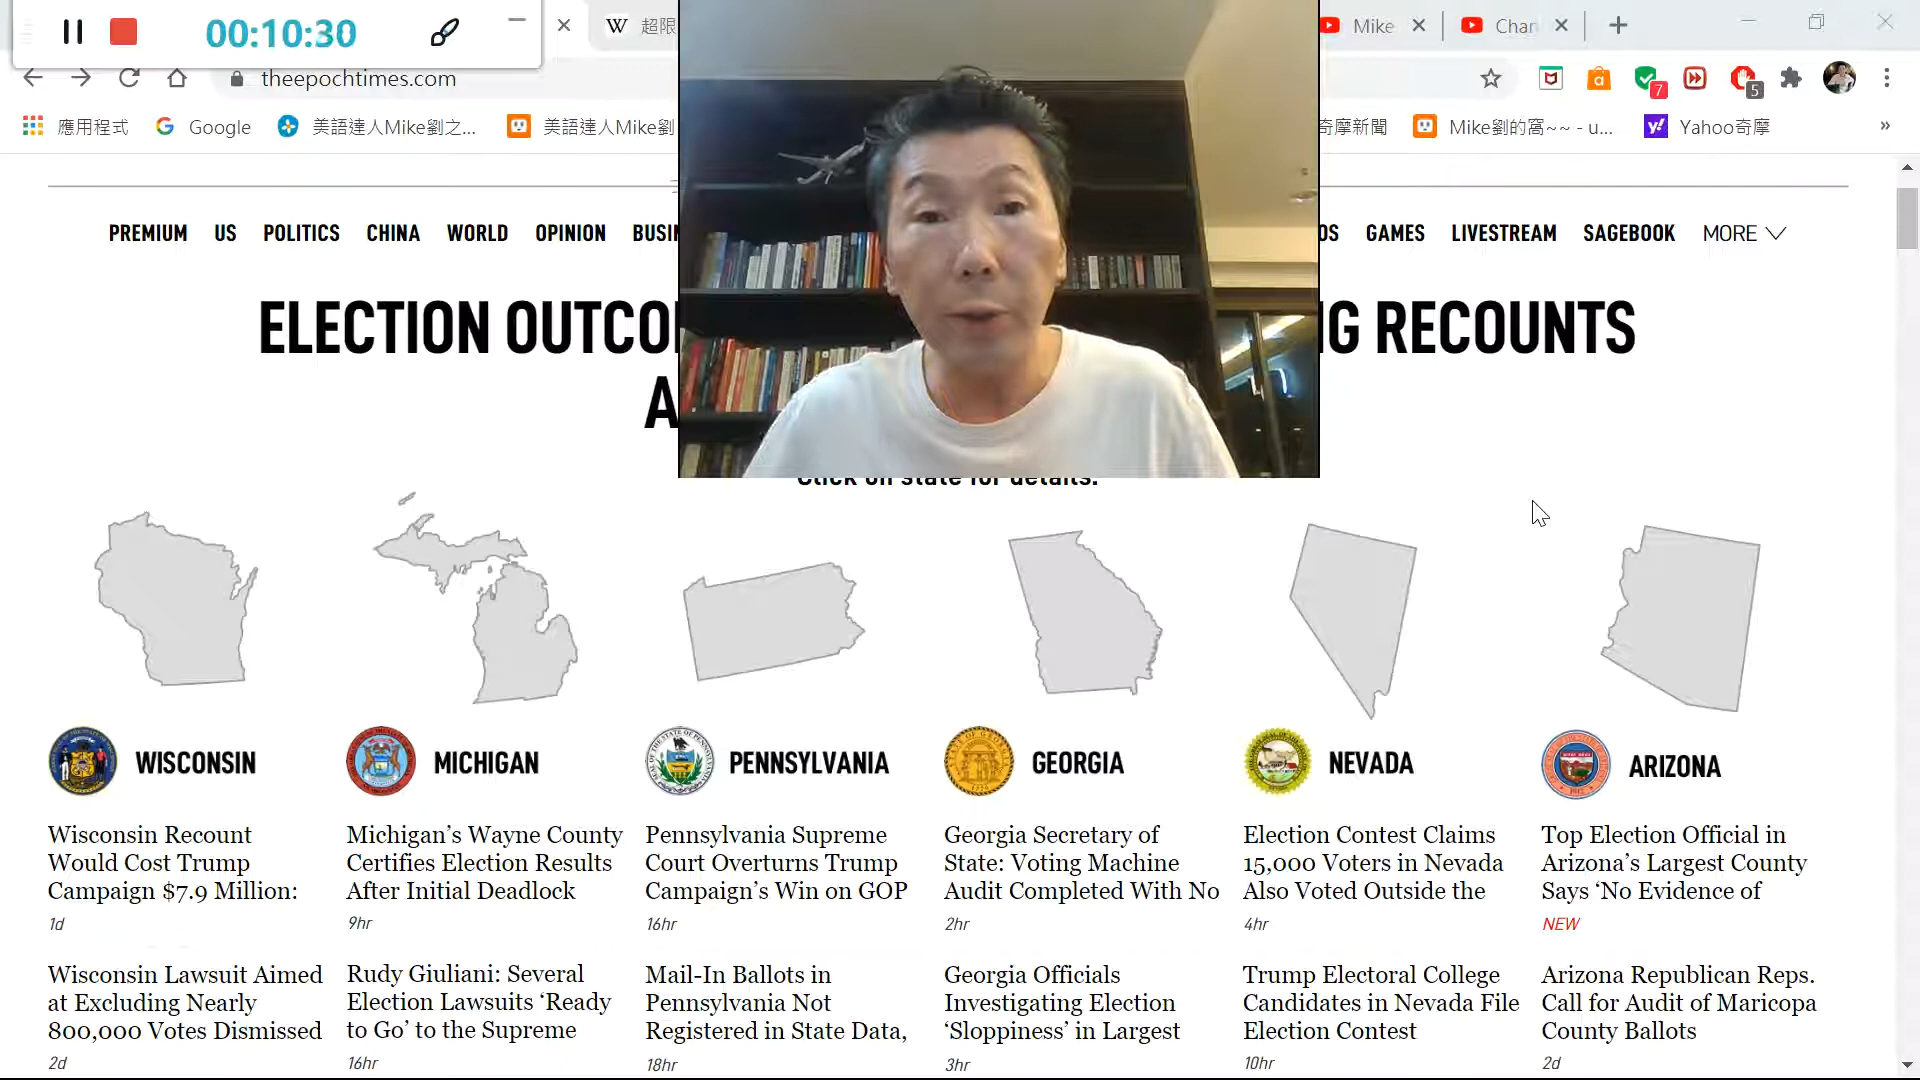 00:10:30
W 超限
Mike
Chan
theepochtimes.com
7
5
應用程式
Google
美語達人Mike劉之...
美語達人Mike劉
奇摩新聞
Mike劉的窩~~ - u...
Yahoo奇摩
»
PREMIUM US POLITICS CHINA WORLD OPINION BUSIN
OS GAMES LIVESTREAM SAGEBOOK MORE
ELECTION OUTCO
G RECOUNTS
A
Click on state for details.
WISCONSIN
MICHIGAN
PENNSYLVANIA
GEORGIA
NEVADA
ARIZONA
Wisconsin Recount
Would Cost Trump
Campaign $7.9 Million:
1d
Michigan’s Wayne County
Certifies Election Results
After Initial Deadlock
9hr
Pennsylvania Supreme
Court Overturns Trump
Campaign’s Win on GOP
16hr
Georgia Secretary of
State: Voting Machine
Audit Completed With No
2hr
Election Contest Claims
15,000 Voters in Nevada
Also Voted Outside the
4hr
Top Election Official in
Arizona’s Largest County
Says ‘No Evidence of
NEW
Wisconsin Lawsuit Aimed
at Excluding Nearly
800,000 Votes Dismissed
2d
Rudy Giuliani: Several
Election Lawsuits ‘Ready
to Go’ to the Supreme
16hr
Mail-In Ballots in
Pennsylvania Not
Registered in State Data,
18hr
Georgia Officials
Investigating Election
‘Sloppiness’ in Largest
3hr
Trump Electoral College
Candidates in Nevada File
Election Contest
10hr
Arizona Republican Reps.
Call for Audit of Maricopa
County Ballots
2d